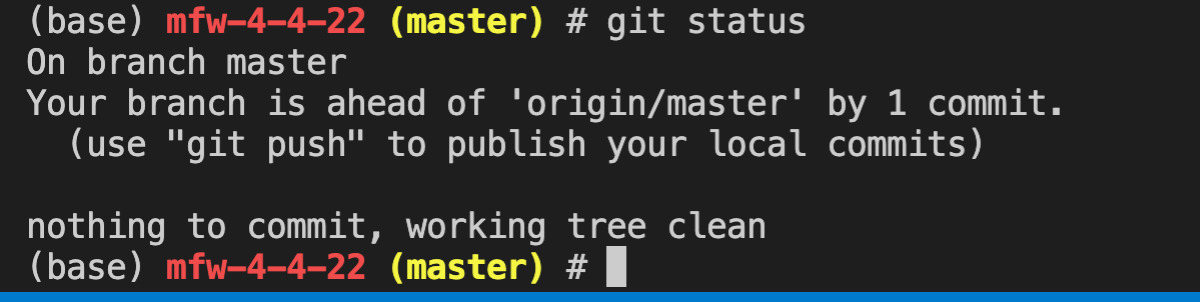 (base) mfw-4-4-22 (master) # git status
On branch master
Your branch is ahead of 'origin/master' by 1 commit.
  (use "git push" to publish your local commits)

nothing to commit, working tree clean
(base) mfw-4-4-22 (master) #